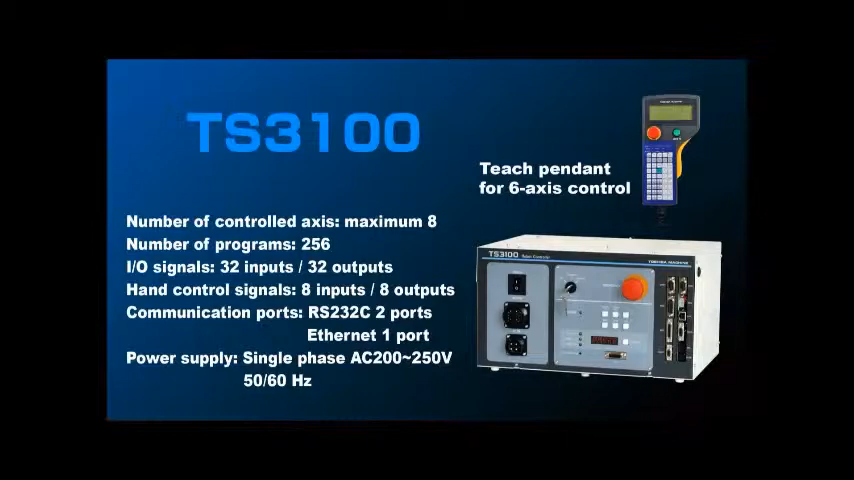 TS3100
Teach pendant
for 6-axis control
Number of controlled axis: maximum 8
Number of programs: 256
I/O signals: 32 inputs / 32 outputs
Hand control signals: 8 inputs / 8 outputs
Communication ports: RS232C 2 ports
Ethernet 1 port
Power supply: Single phase AC200~250V
50/60 Hz
TS3100 Robot Controller
TOSHIBA MACHINE